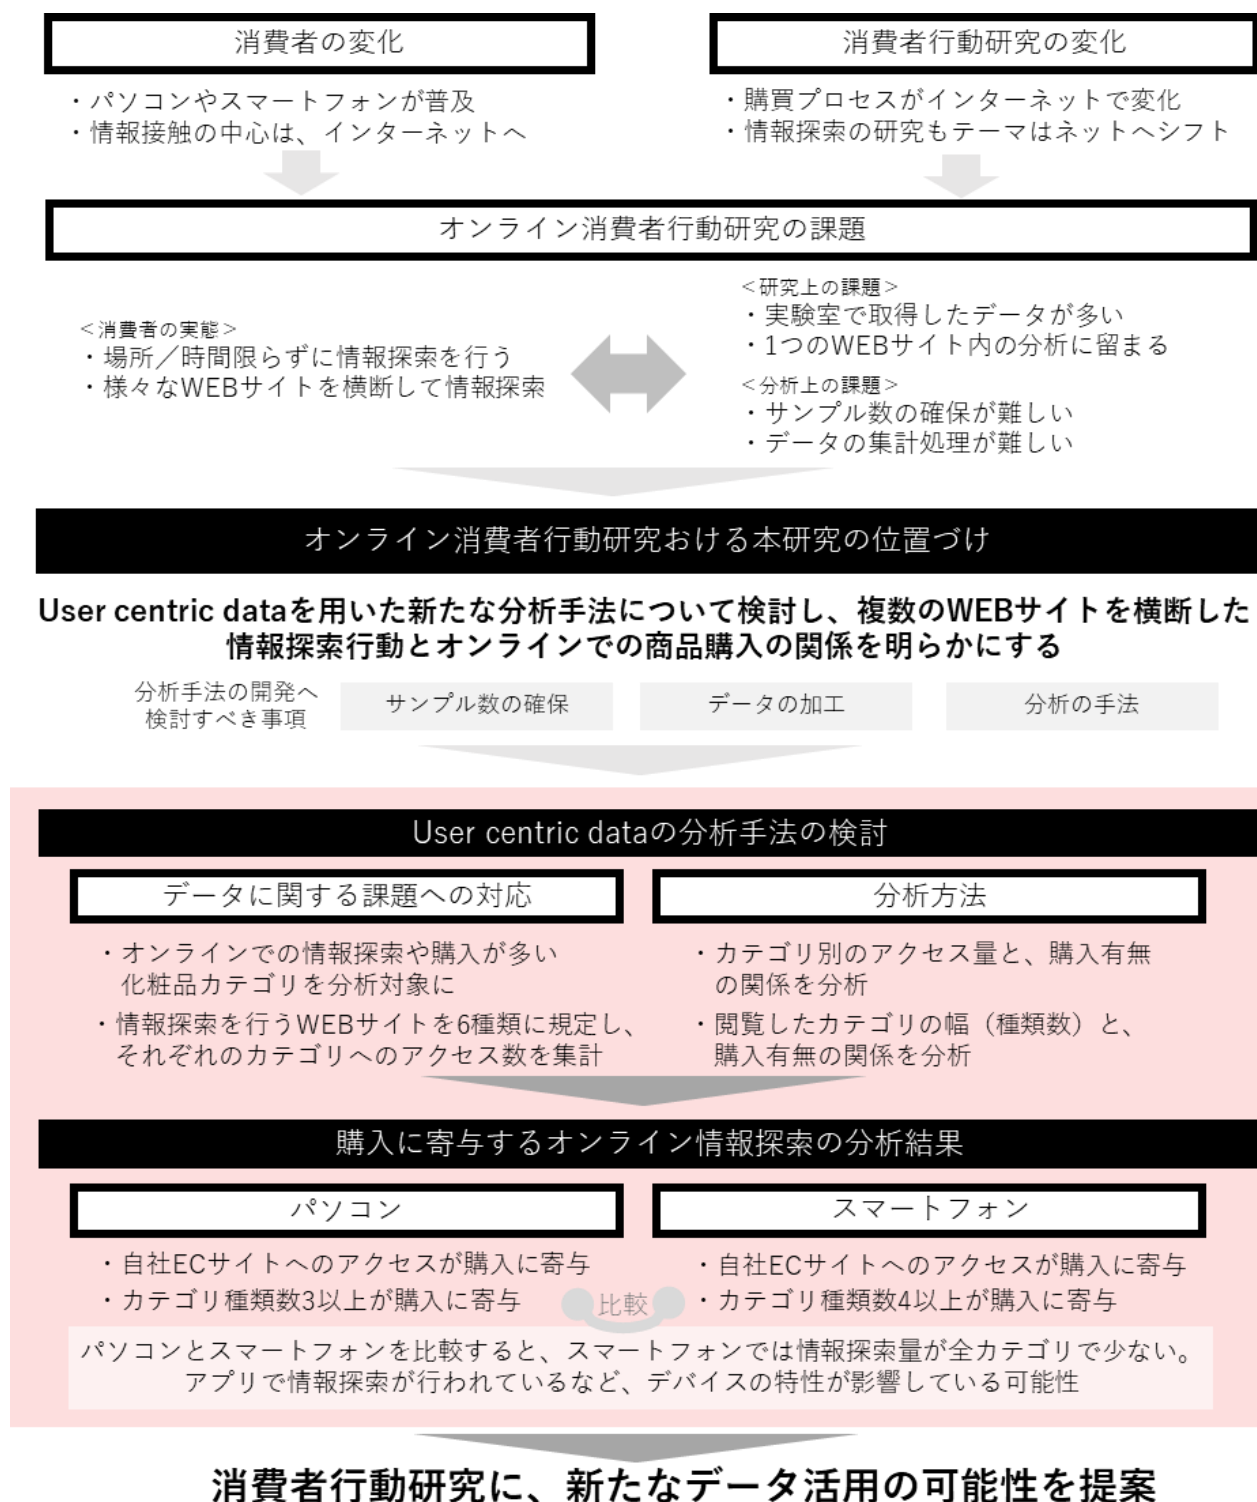 消費者の変化
・パソコンやスマートフォンが普及
・情報接触の中心は、インターネットへ
消費者行動研究の変化
・購買プロセスがインターネットで変化
・情報探索の研究もテーマはネットへシフト
オンライン消費者行動研究の課題
＜消費者の実態＞
・場所／時間限らずに情報探索を行う
・様々なWEBサイトを横断して情報探索
＜研究上の課題＞
・実験室で取得したデータが多い
・1つのWEBサイト内の分析に留まる
＜分析上の課題＞
・サンプル数の確保が難しい
・データの集計処理が難しい
オンライン消費者行動研究おける本研究の位置づけ
User centric dataを用いた新たな分析手法について検討し、複数のWEBサイトを横断した
情報探索行動とオンラインでの商品購入の関係を明らかにする
分析手法の開発へ
検討すべき事項
サンプル数の確保
データの加工
分析の手法
User centric dataの分析手法の検討
データに関する課題への対応
・オンラインでの情報探索や購入が多い
化粧品カテゴリを分析対象に
・情報探索を行うWEBサイトを6種類に規定し、
それぞれのカテゴリへのアクセス数を集計
分析方法
・カテゴリ別のアクセス量と、購入有無
の関係を分析
・閲覧したカテゴリの幅（種類数）と、
購入有無の関係を分析
購入に寄与するオンライン情報探索の分析結果
パソコン
・自社ECサイトへのアクセスが購入に寄与
・カテゴリ種類数3以上が購入に寄与
比較
スマートフォン
・自社ECサイトへのアクセスが購入に寄与
・カテゴリ種類数4以上が購入に寄与
パソコンとスマートフォンを比較すると、スマートフォンでは情報探索量が全カテゴリで少ない。
アプリで情報探索が行われているなど、デバイスの特性が影響している可能性
消費者行動研究に、新たなデータ活用の可能性を提案